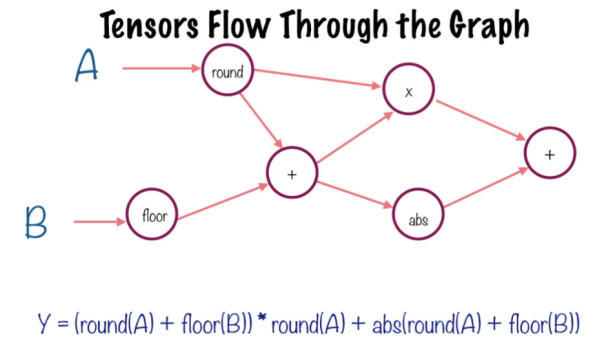 Tensors Flow Through the Graph
A
round
x
+
+
B
floor
abs
Y = (round(A) + floor(B)) * round(A) + abs(round(A) + floor(B))